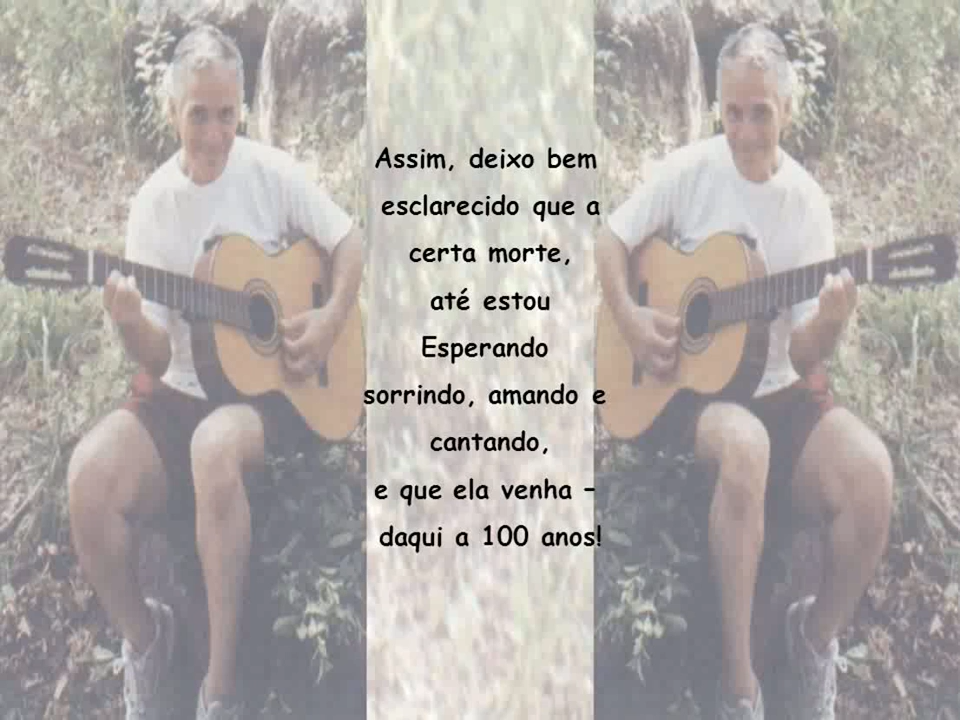 Assim, deixo bem
esclarecido que a
certa morte,
até estou
Esperando
sorrindo, amando e
cantando,
e que ela venha –
daqui a 100 anos!